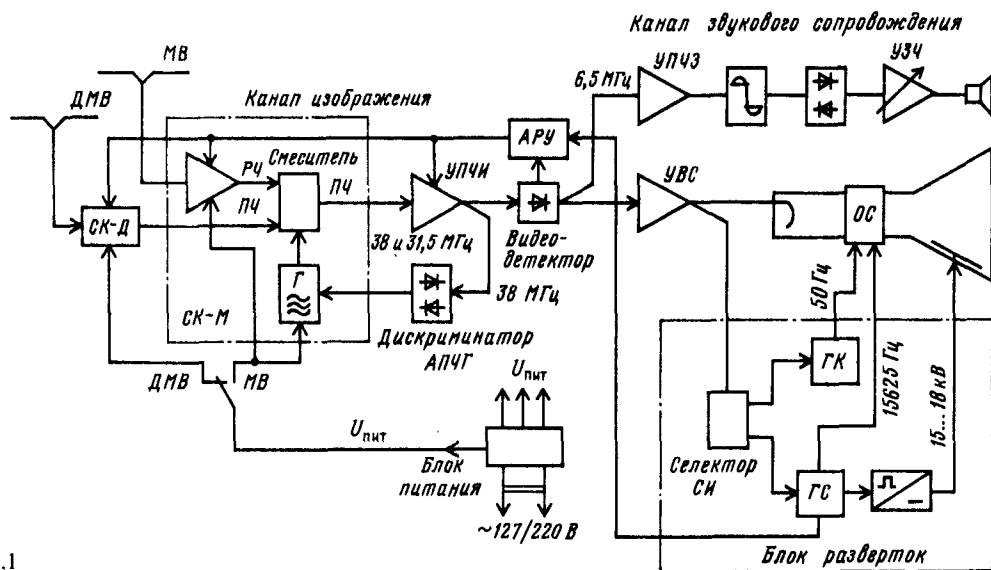 Канал звукового сопровождения
МВ
УПЧЗ
УЗЧ
ДМВ
6,5 МГц
Канал изображения
АРУ
Смеситель
РЧ
УПЧИ
УВС
ПЧ
ПЧ
СК-Д
ОС
38 и 31,5 МГц
Видео-
детектор
Г
38 МГц
50 Гц
СК-М
Дискриминатор
АПЧГ
15625 Гц
ДМВ
МВ
Uпит
ГК
15...18 кВ
Uпит
Блок
питания
Селектор
СИ
ГС
~127/220 В
Блок разверток
,1